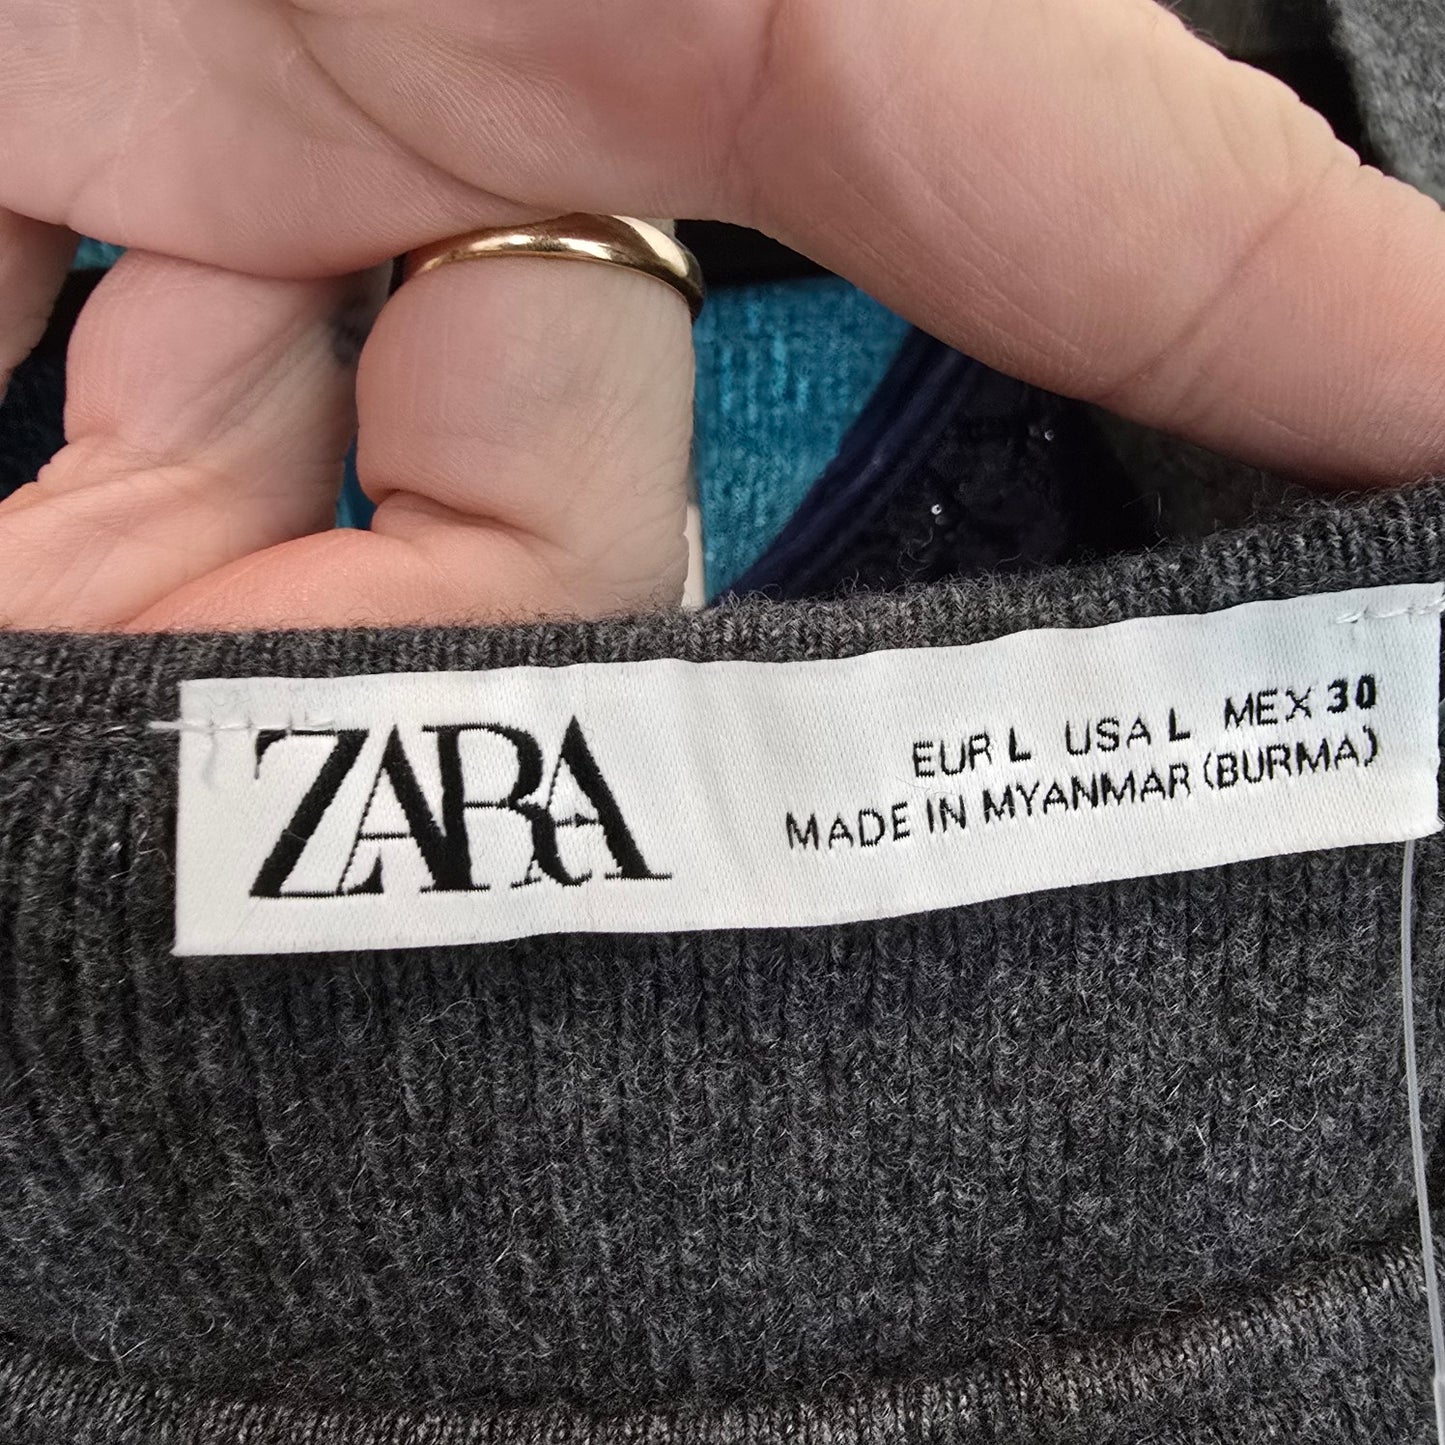 ZARA
EUR L USA L MEX 30
MADE IN MYANMAR (BURMA)